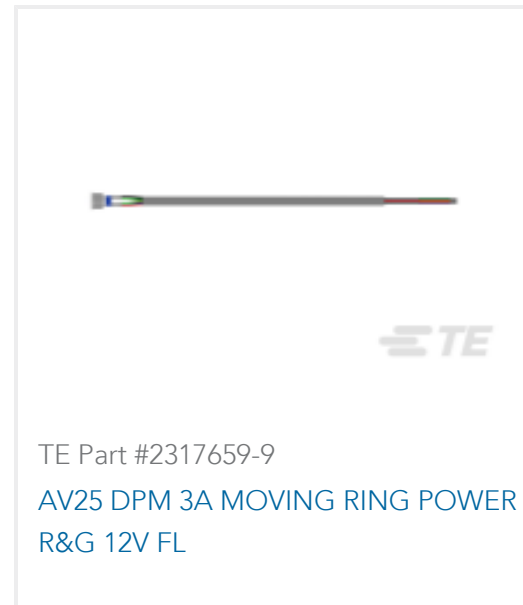 TE
TE Part #2317659-9
AV25 DPM 3A MOVING RING POWER
R&G 12V FL